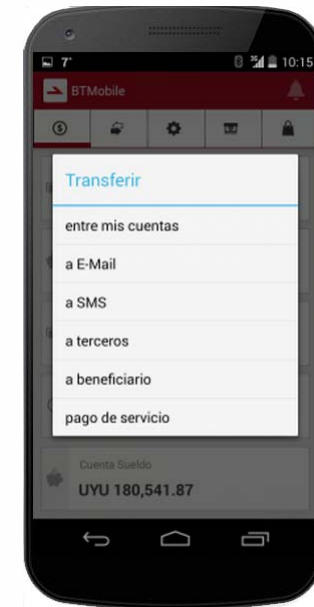 7°
10:15
BTMobile
Transferir
entre mis cuentas
a E-Mail
a SMS
a terceros
a beneficiario
pago de servicio
Cuenta Sueldo
UYU 180,541.87